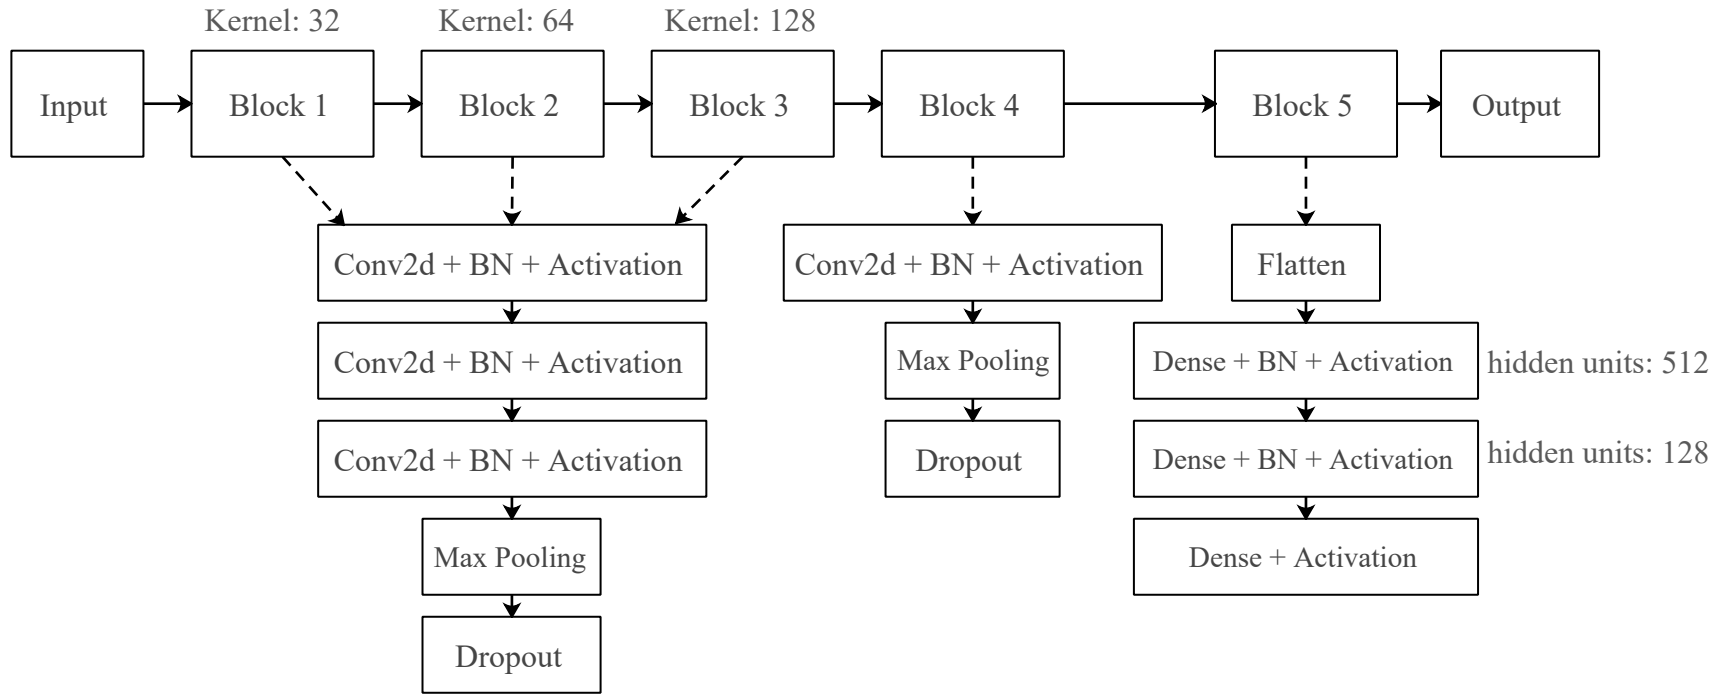 Kernel: 32
Kernel: 64
Kernel: 128
Input
Block 1
Block 2
Block 3
Block 4
Block 5
Output
Conv2d + BN + Activation
Conv2d + BN + Activation
Conv2d + BN + Activation
Max Pooling
Dropout
Conv2d + BN + Activation
Max Pooling
Dropout
Flatten
Dense + BN + Activation
hidden units: 512
Dense + BN + Activation
hidden units: 128
Dense + Activation